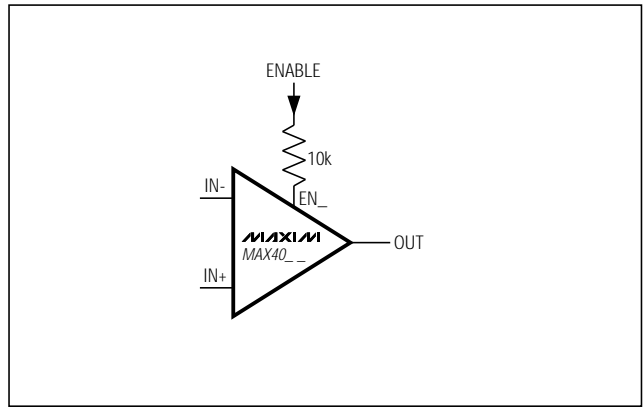 ENABLE
10k
EN_
IN-
MAXIM
MAX40_ _
OUT
IN+